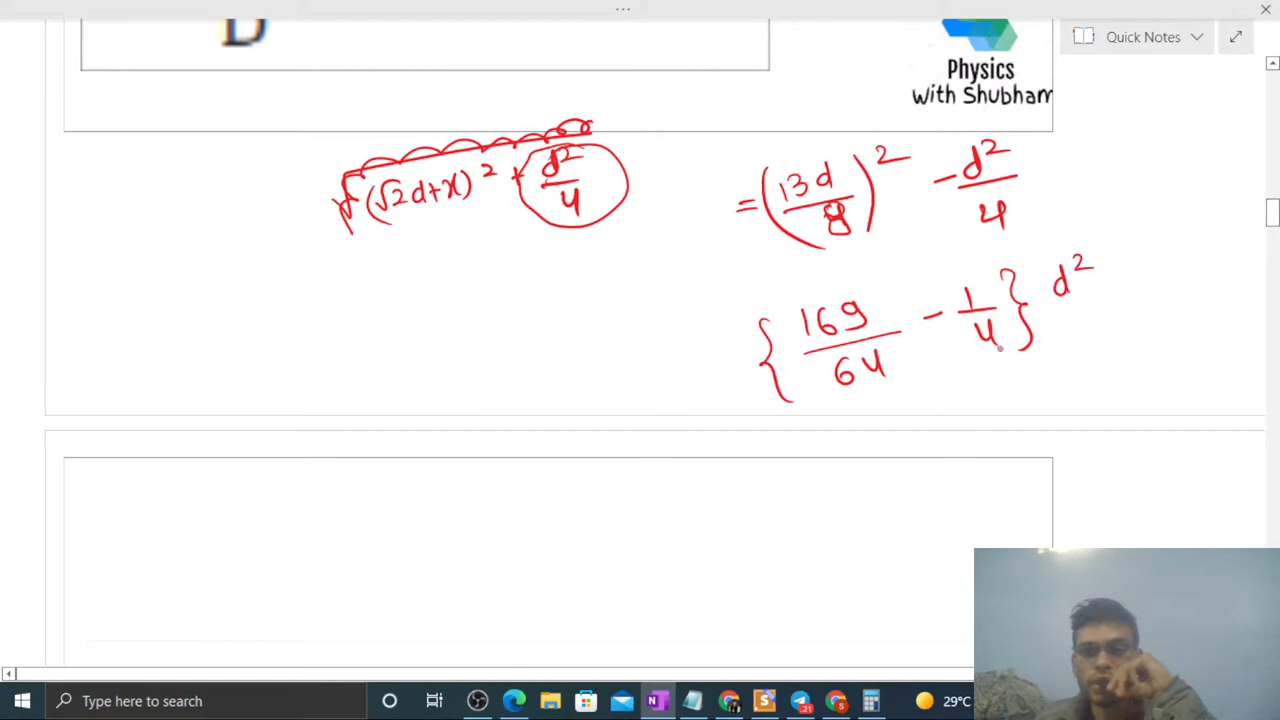 Quick Notes
D
Physics
With Shubham
√(√2d+x)² + d²/4 = (13d/8)² - d²/4
{169/64 - 1/4} d²
Type here to search
21
29°C